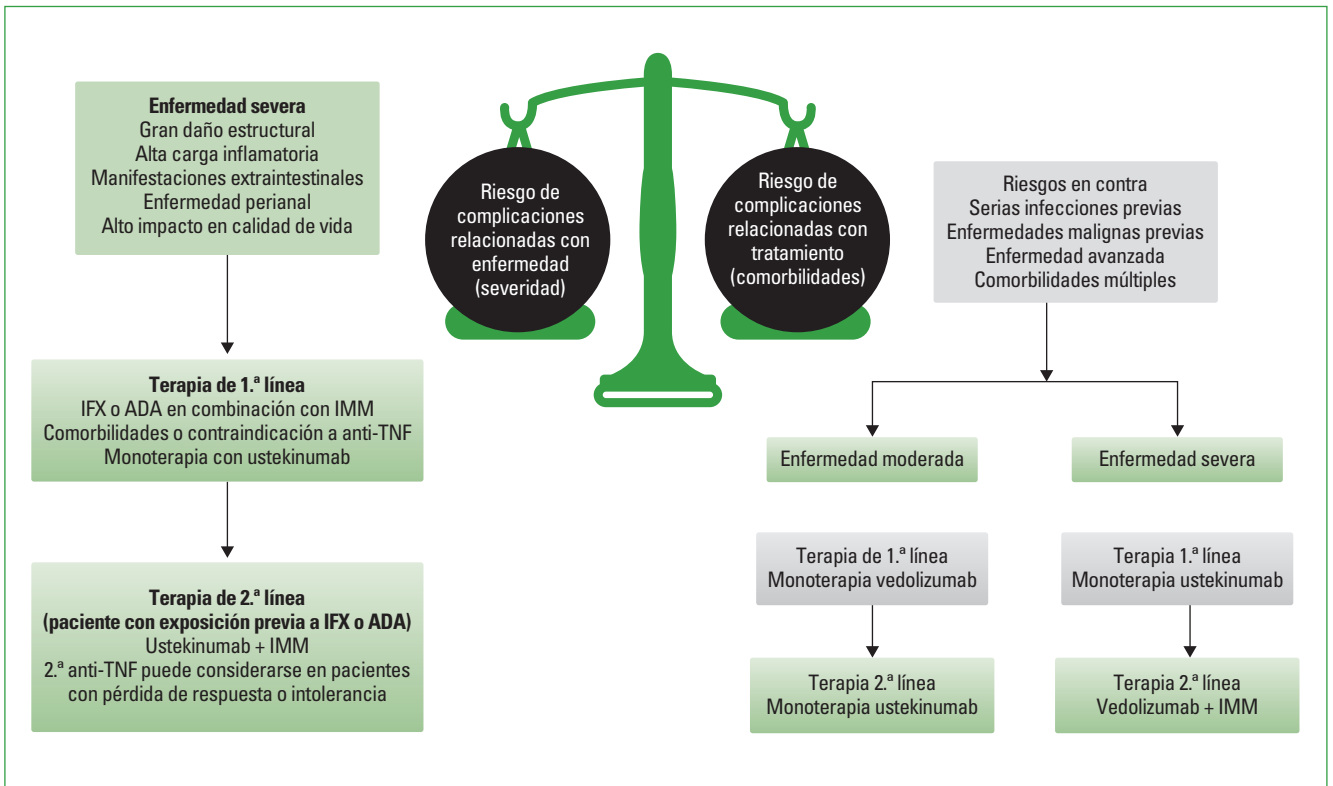 Enfermedad severa
Gran daño estructural
Alta carga inflamatoria
Manifestaciones extraintestinales
Enfermedad perianal
Alto impacto en calidad de vida
Terapia de 1.ª línea
IFX o ADA en combinación con IMM
Comorbilidades o contraindicación a anti-TNF
Monoterapia con ustekinumab
Terapia de 2.ª línea
(paciente con exposición previa a IFX o ADA)
Ustekinumab + IMM
2.ª anti-TNF puede considerarse en pacientes
con pérdida de respuesta o intolerancia
Riesgo de
complicaciones
relacionadas con
enfermedad
(severidad)
Riesgo de
complicaciones
relacionadas con
tratamiento
(comorbilidades)
Riesgos en contra
Serias infecciones previas
Enfermedades malignas previas
Enfermedad avanzada
Comorbilidades múltiples
Enfermedad moderada
Terapia de 1.ª línea
Monoterapia vedolizumab
Terapia 2.ª línea
Monoterapia ustekinumab
Enfermedad severa
Terapia 1.ª línea
Monoterapia ustekinumab
Terapia 2.ª línea
Vedolizumab + IMM